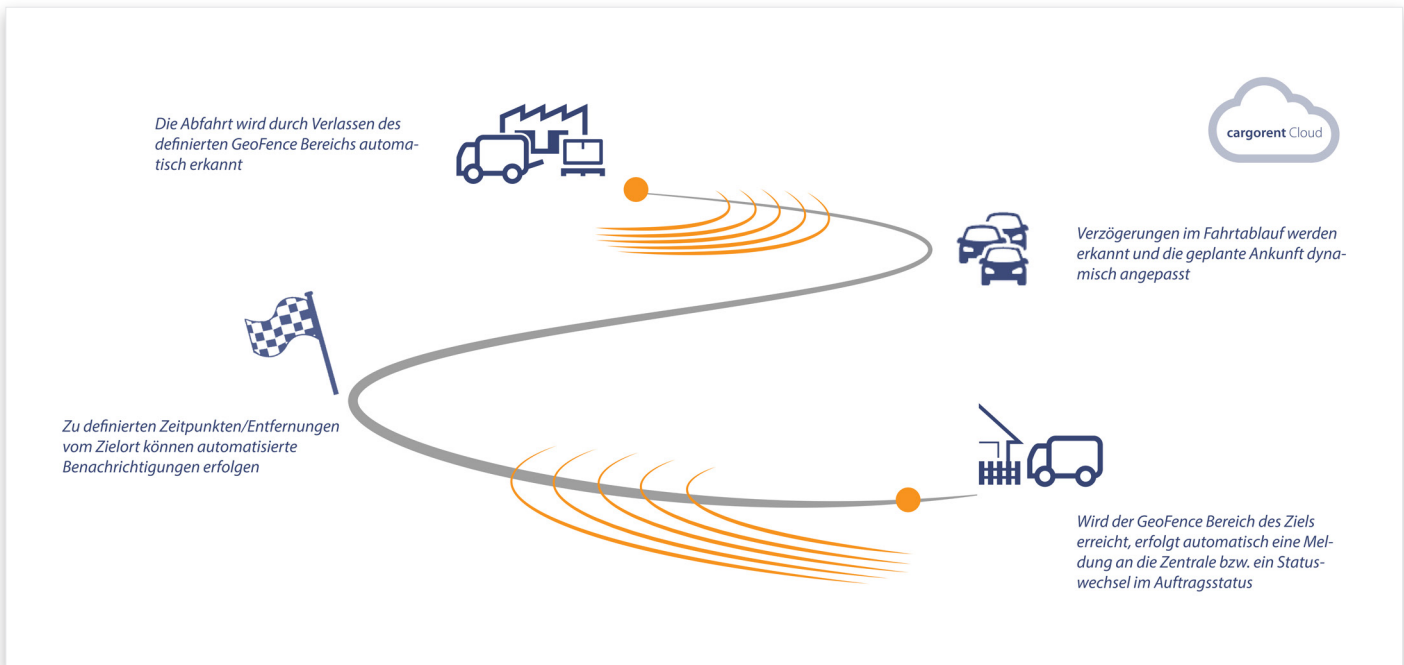 Die Abfahrt wird durch Verlassen des
definierten GeoFence Bereichs automa-
tisch erkannt
cargorent Cloud
Verzögerungen im Fahrtablauf werden
erkannt und die geplante Ankunft dyna-
misch angepasst
Zu definierten Zeitpunkten/Entfernungen
vom Zielort können automatisierte
Benachrichtigungen erfolgen
Wird der GeoFence Bereich des Ziels
erreicht, erfolgt automatisch eine Mel-
dung an die Zentrale bzw. ein Status-
wechsel im Auftragsstatus